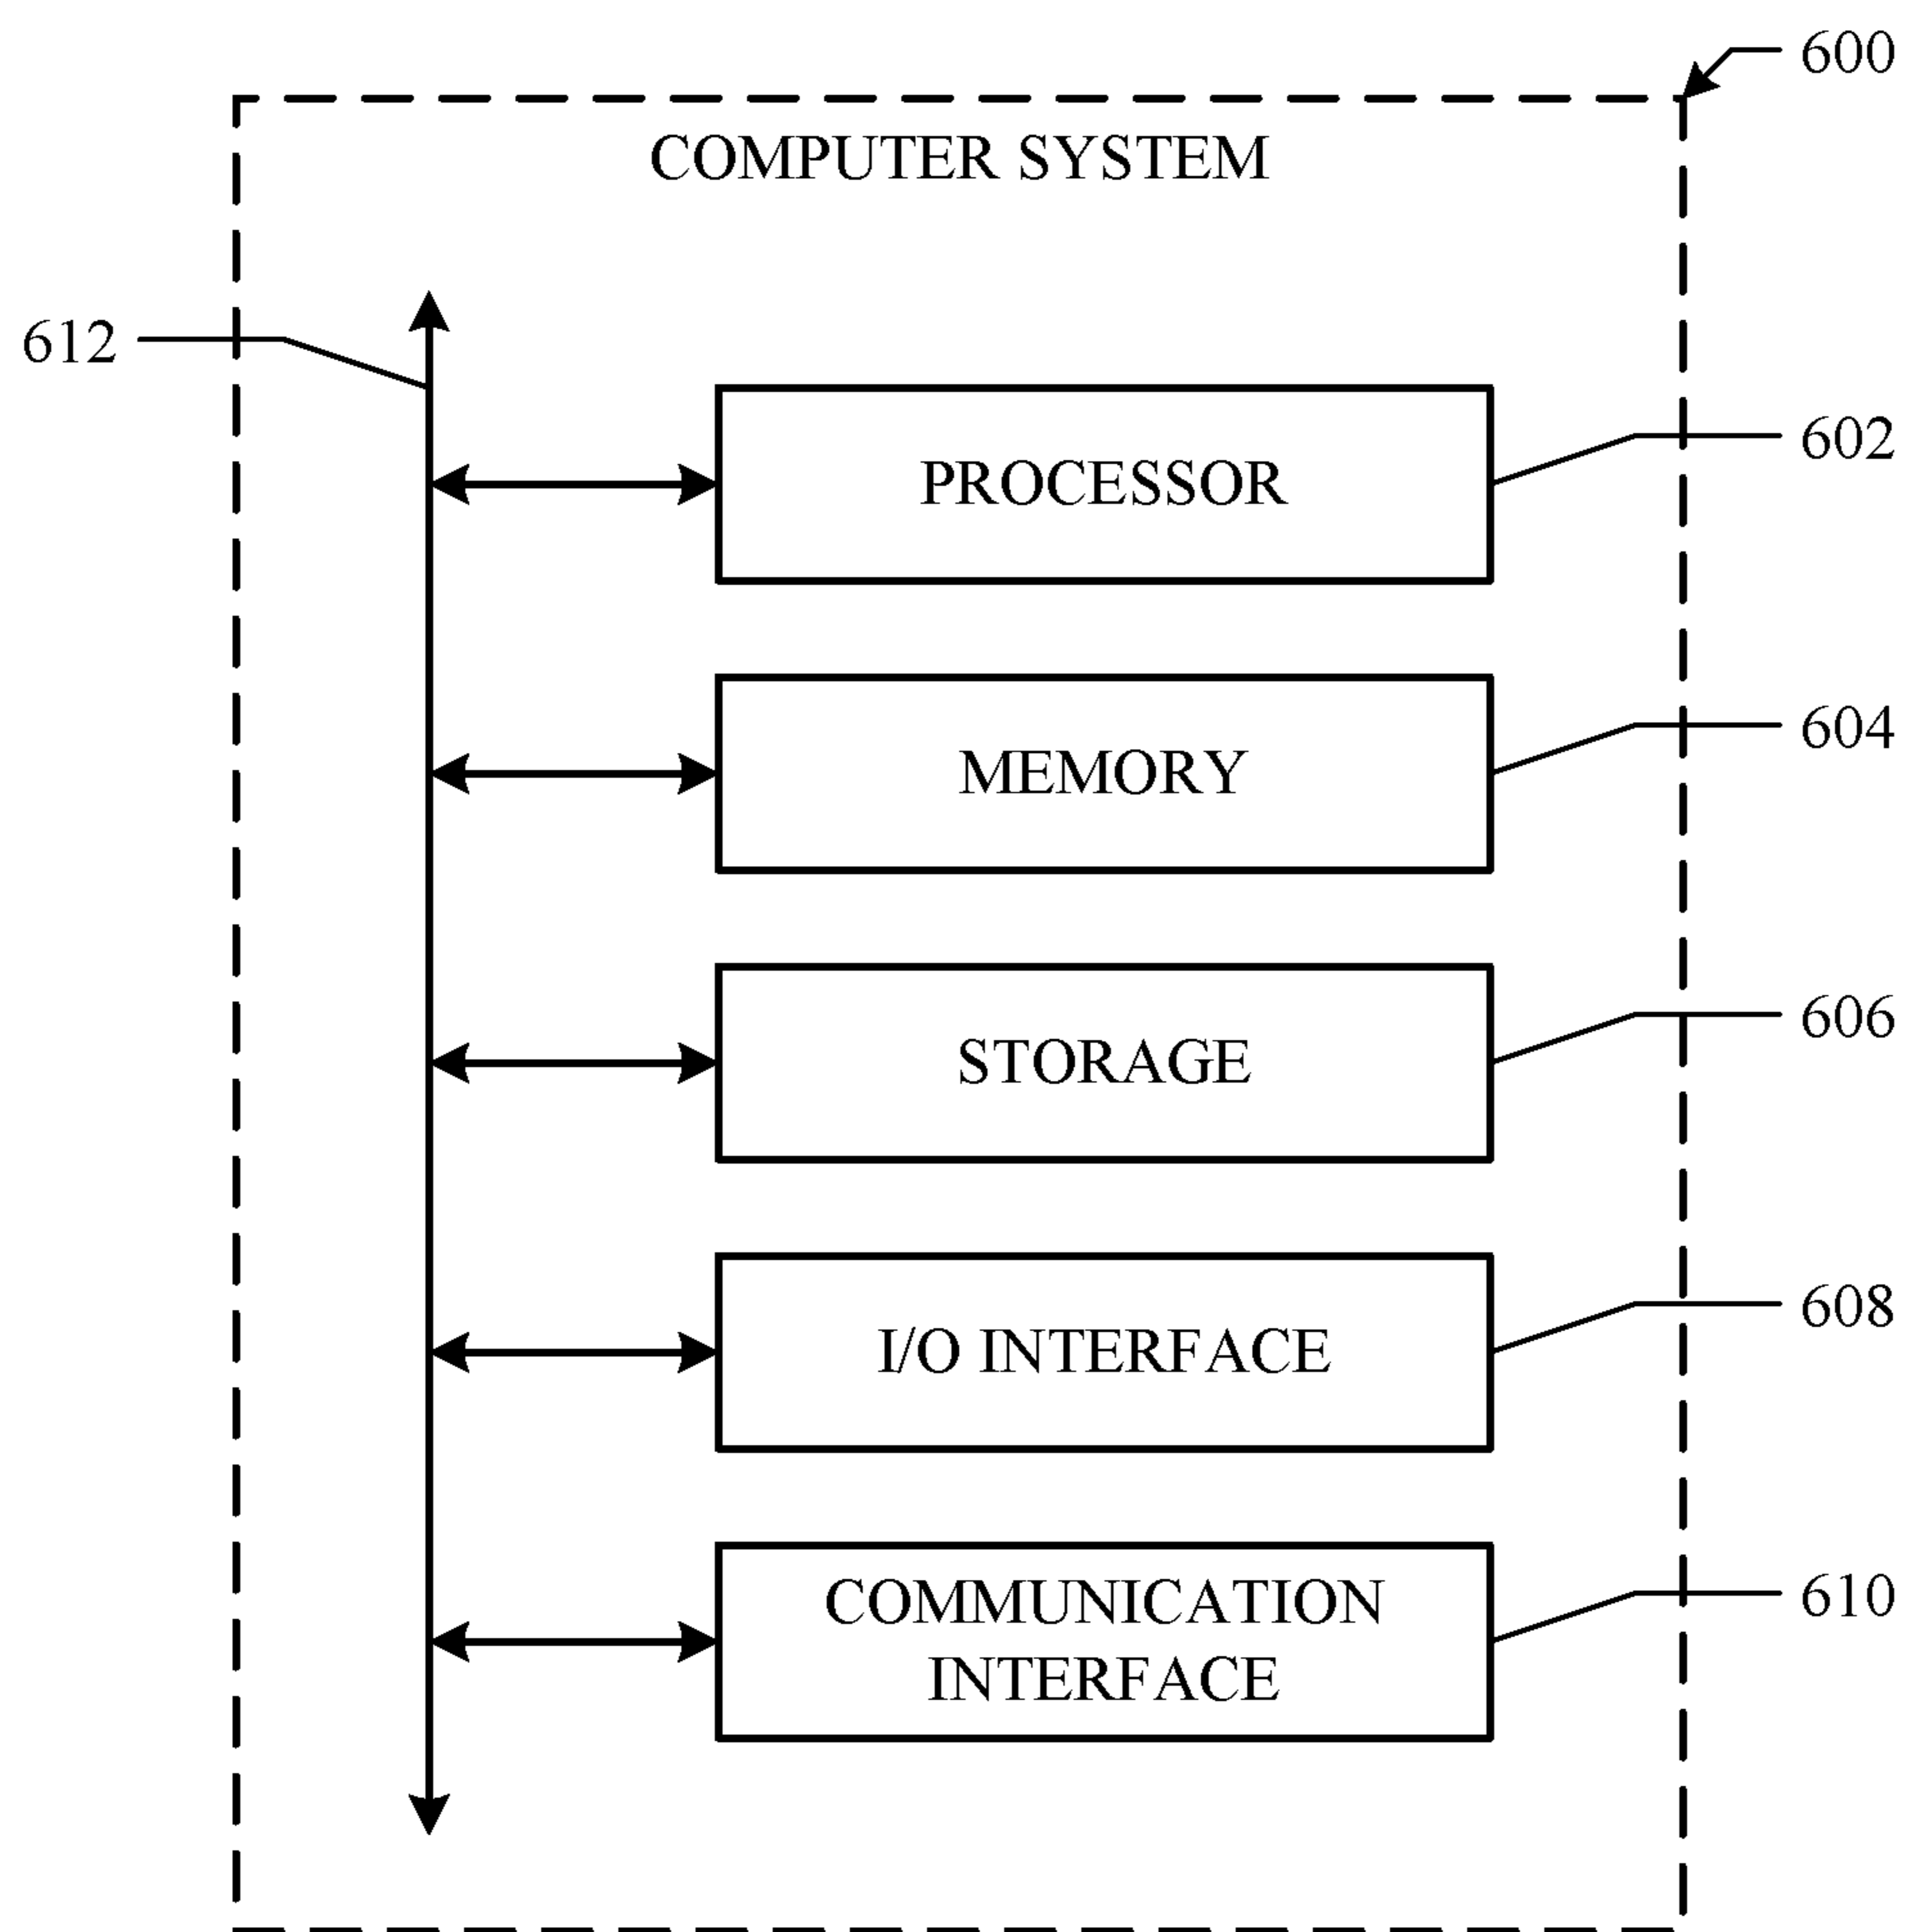 600
COMPUTER SYSTEM
612
PROCESSOR
602
MEMORY
604
STORAGE
606
I/O INTERFACE
608
COMMUNICATION
INTERFACE
610